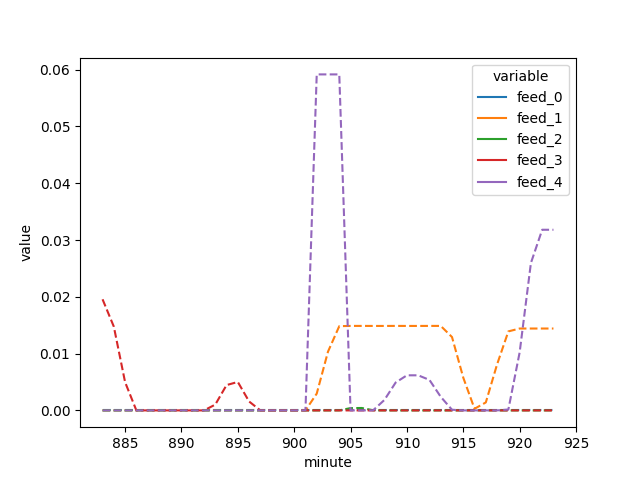 variable
feed_0
feed_1
feed_2
feed_3
feed_4
value
0.06
0.05
0.04
0.03
0.02
0.01
0.00
885 890 895 900 905 910 915 920 925
minute